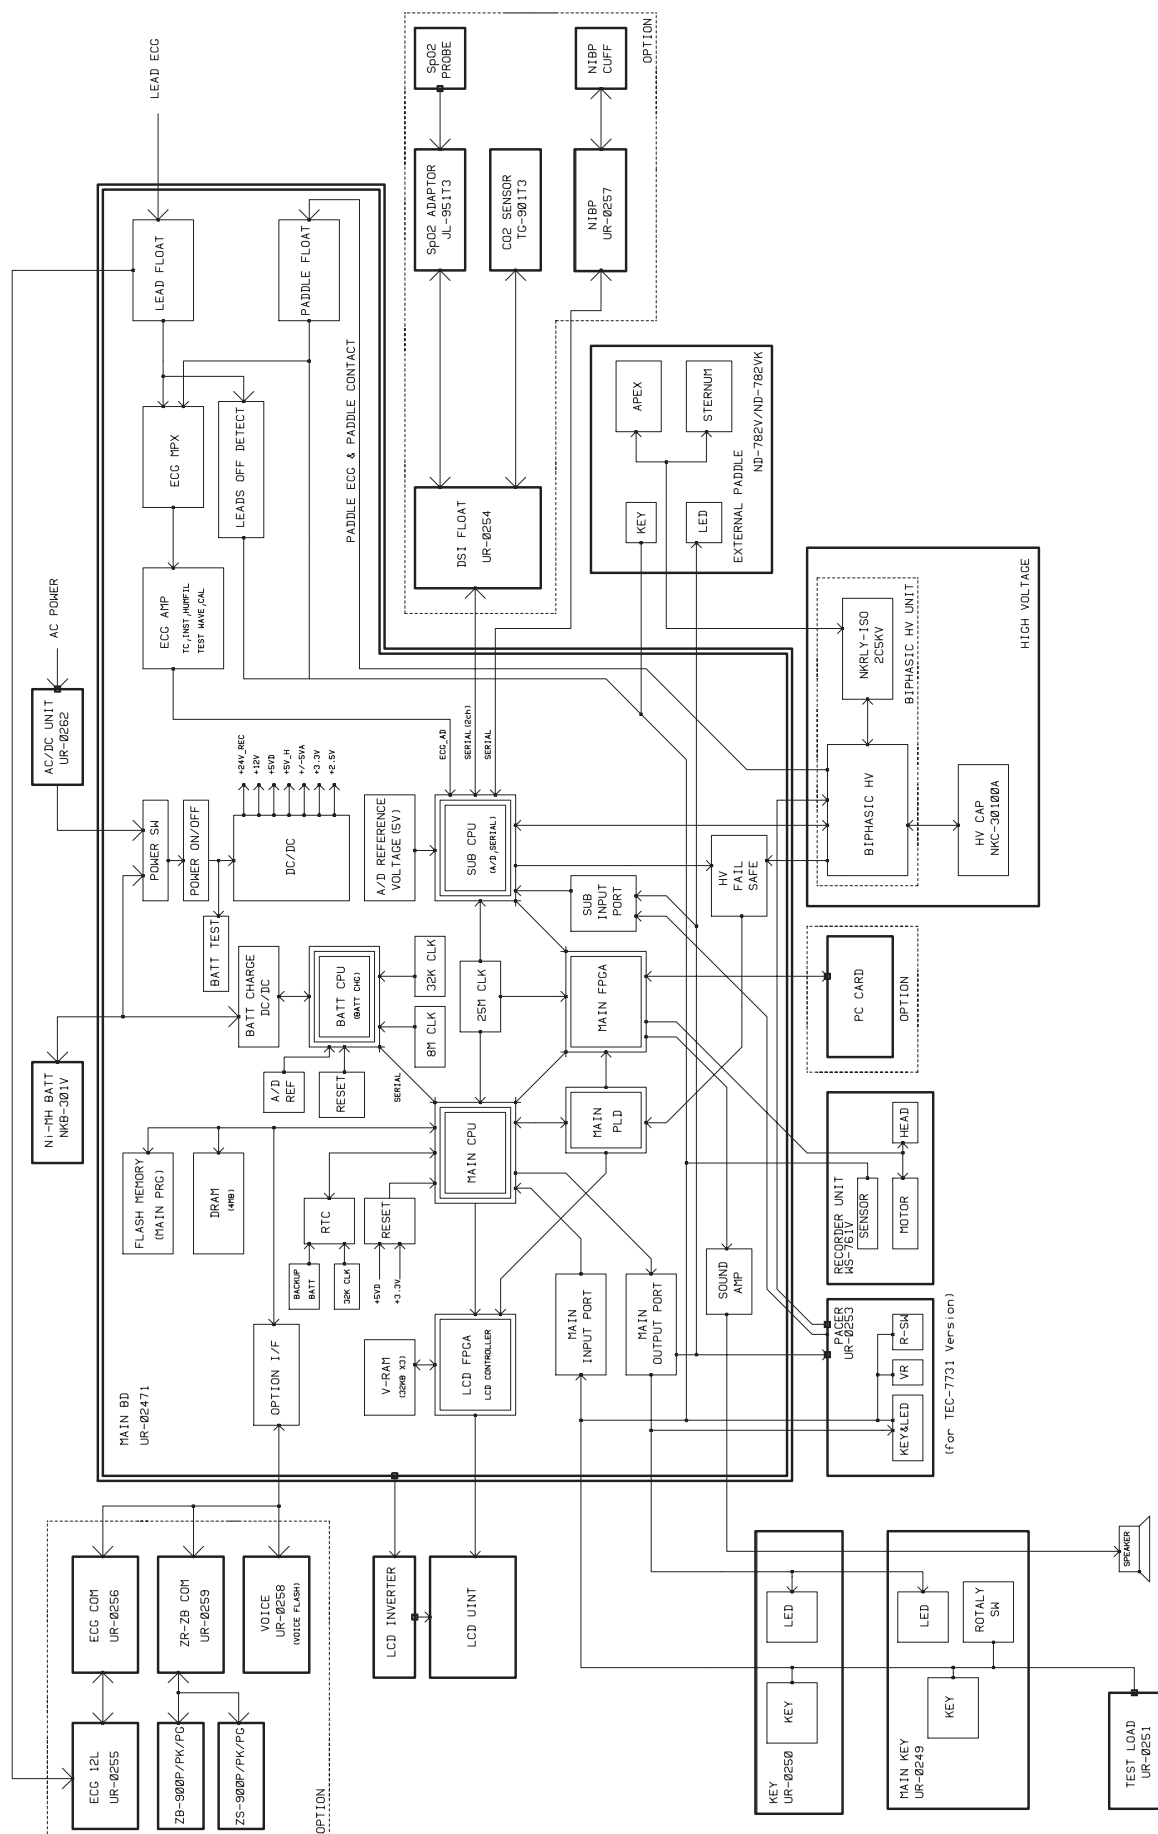 LEAD ECG
AC POWER
AC/DC UNIT
UR-0262
Ni-MH BATT
NKB-301V
MAIN BD
UR-02471
LEAD FLOAT
PADDLE FLOAT
ECG MPX
LEADS OFF DETECT
PADDLE ECG & PADDLE CONTACT
ECG AMP
TC,INST,HUMFIL
TEST WAVE,CAL
POWER SW
POWER ON/OFF
BATT TEST
DC/DC
+24V_REC
+12V
+5VD
+5V_H
+/-5VA
+3.3V
+2.5V
BATT CHARGE
DC/DC
BATT CPU
(BATT CHG)
32K CLK
8M CLK
A/D
REF
RESET
SERIAL
A/D REFERENCE
VOLTAGE(5V)
SUB CPU
(A/D,SERIAL)
ECG_AD
SERIAL(2ch)
SERIAL
25M CLK
SUB
INPUT
PORT
HV
FAIL
SAFE
MAIN FPGA
MAIN
PLD
MAIN CPU
FLASH MEMORY
(MAIN PRG)
DRAM
(4MB)
RTC
RESET
BACKUP
BATT
32K CLK
+5VD
+3.3V
OPTION I/F
V-RAM
(32KB X3)
LCD FPGA
LCD CONTROLLER
MAIN
INPUT PORT
MAIN
OUTPUT PORT
SOUND
AMP
SpO2
PROBE
SpO2 ADAPTOR
JL-951T3
CO2 SENSOR
TG-901T3
NIBP
CUFF
NIBP
UR-0257
OPTION
DSI FLOAT
UR-0254
APEX
STERNUM
KEY
LED
EXTERNAL PADDLE
ND-782V/ND-782VK
NKRLY-ISO
2C5KV
BIPHASIC HV UNIT
BIPHASIC HV
HV CAP
NKC-30100A
HIGH VOLTAGE
PC CARD
OPTION
RECORDER UNIT
WS-761V
SENSOR
HEAD
MOTOR
PACER
UR-0253
R-SW
VR
KEY&LED
(for TEC-7731 Version)
ECG COM
UR-0256
ZR-ZB COM
UR-0259
VOICE
UR-0258
(VOICE FLASH)
ECG 12L
UR-0255
ZB-900P/PK/PG
ZS-900P/PK/PG
OPTION
LCD INVERTER
LCD UINT
LED
KEY
KEY
UR-0250
LED
ROTALY
SW
KEY
MAIN KEY
UR-0249
SPEAKER
TEST LOAD
UR-0251